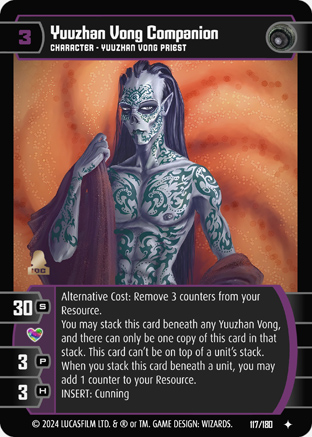 3
Yuuzhan Vong Companion
CHARACTER • YUUZHAN VONG PRIEST
180
30 S
3 P
3 H
Alternative Cost: Remove 3 counters from your
Resource.
You may stack this card beneath any Yuuzhan Vong,
and there can only be one copy of this card in that
stack. This card can't be on top of a unit's stack.
When you stack this card beneath a unit, you may
add 1 counter to your Resource.
INSERT: Cunning
© 2024 LUCASFILM LTD. & ® or TM. GAME DESIGN: WIZARDS.
117/180